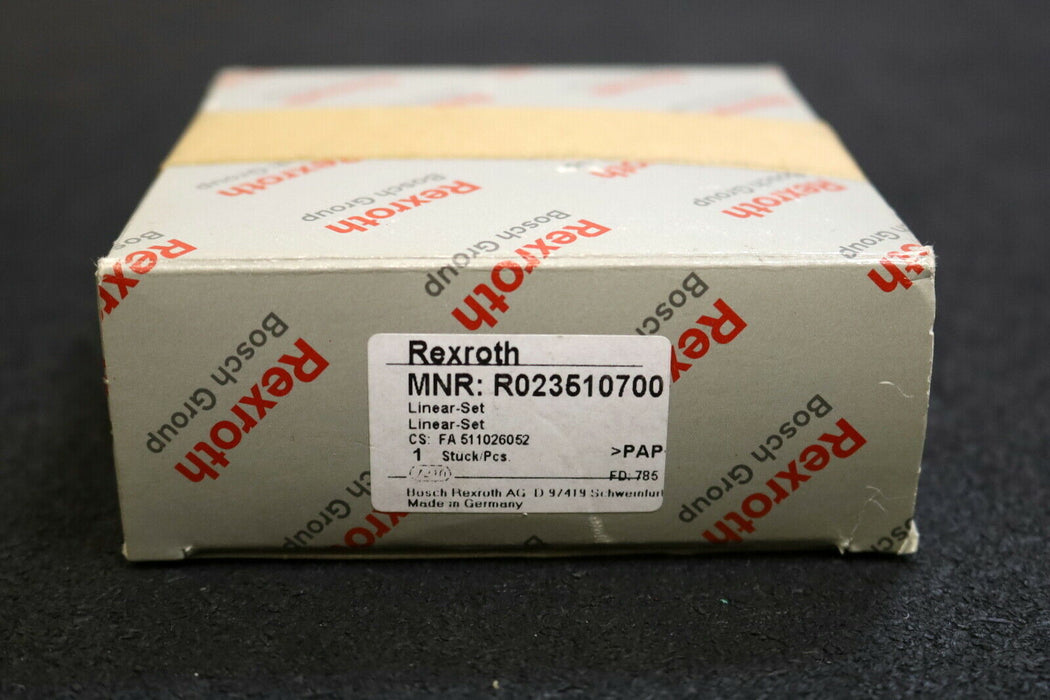 Rexroth
Bosch Group
Rexroth
MNR: R023510700
Linear-Set
Linear-Set
CS: FA 511026052
1 Stuck/Pcs. >PAP
7210 FD: 785
Bosch Rexroth AG D 97419 Schweinfurt
Made in Germany